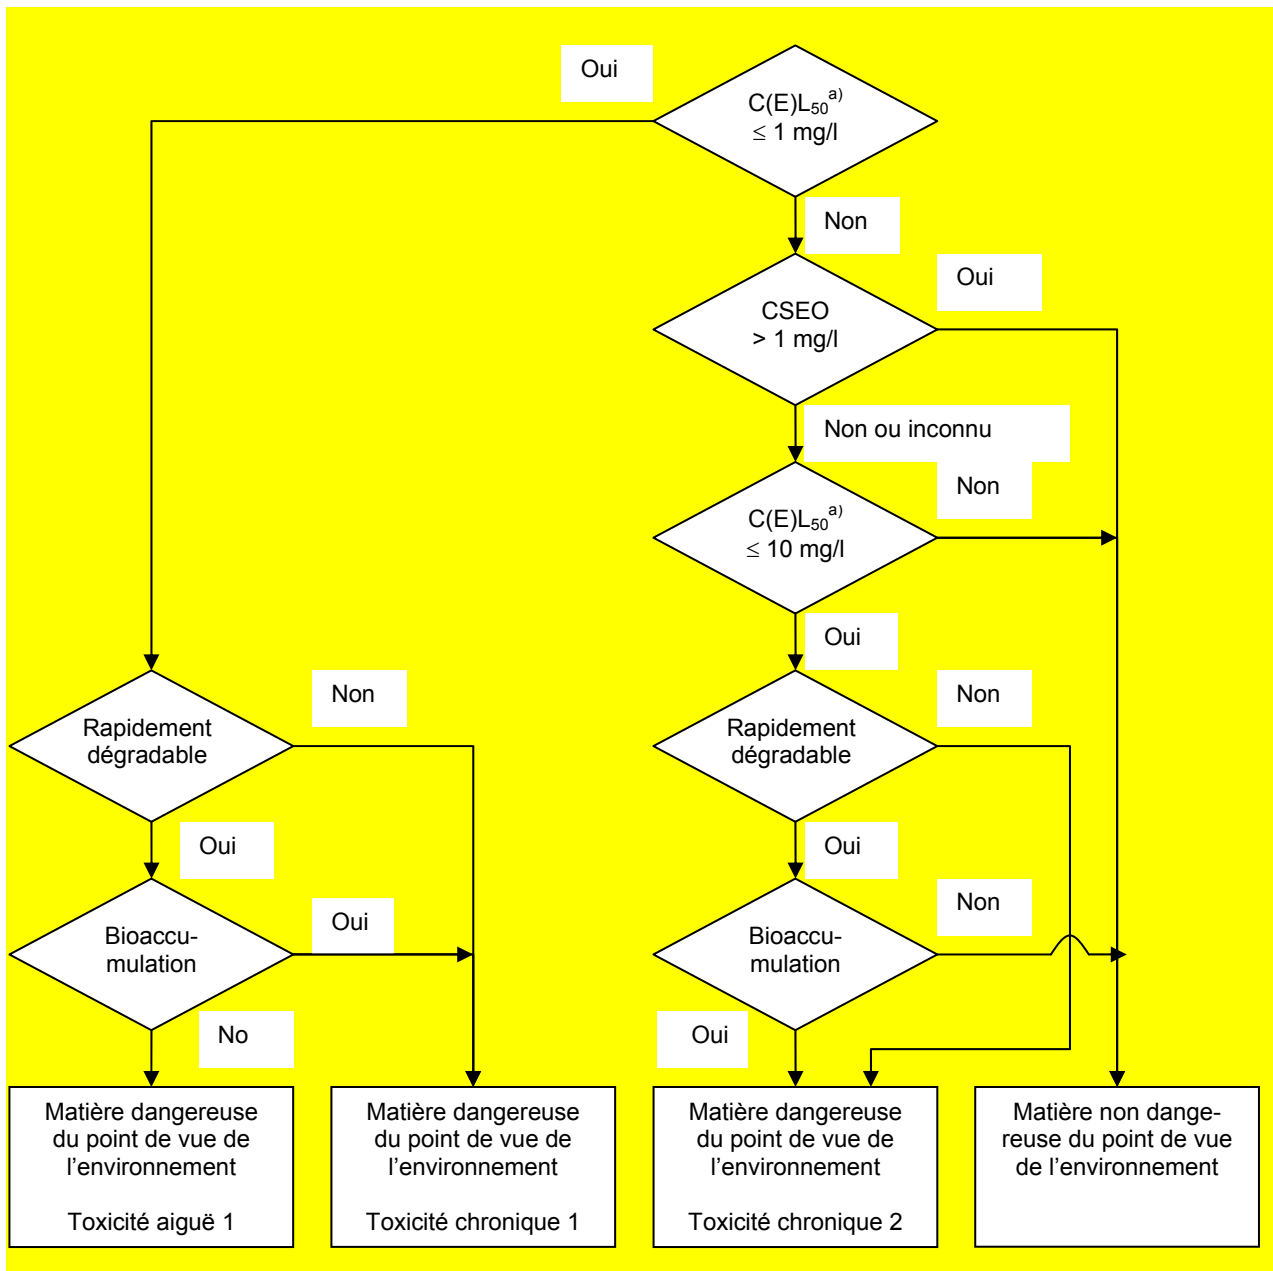 Oui
C(E)L50a)
≤ 1 mg/l
Non
Oui
CSEO
> 1 mg/l
Non ou inconnu
Non
C(E)L50a)
≤ 10 mg/l
Oui
Non
Non
Rapidement
dégradable
Rapidement
dégradable
Oui
Oui
Oui
Non
Bioaccu-
mulation
Bioaccu-
mulation
No
Oui
Matière dangereuse
du point de vue de
l’environnement
Toxicité aiguë 1
Matière dangereuse
du point de vue de
l’environnement
Toxicité chronique 1
Matière dangereuse
du point de vue de
l’environnement
Toxicité chronique 2
Matière non dange-
reuse du point de vue
de l’environnement